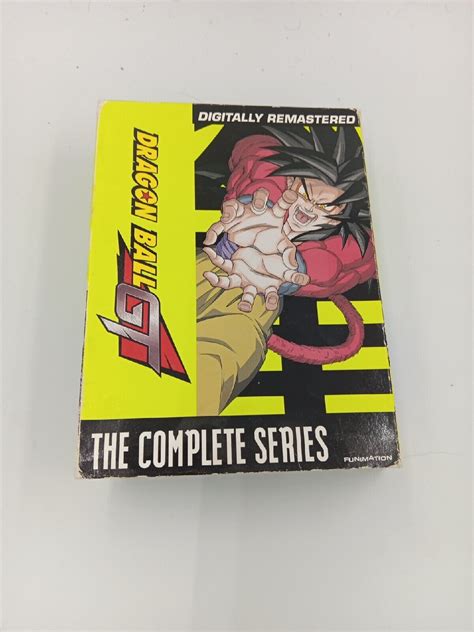 DIGITALLY REMASTERED
DRAGON BALL
GT
THE COMPLETE SERIES
FUNIMATION